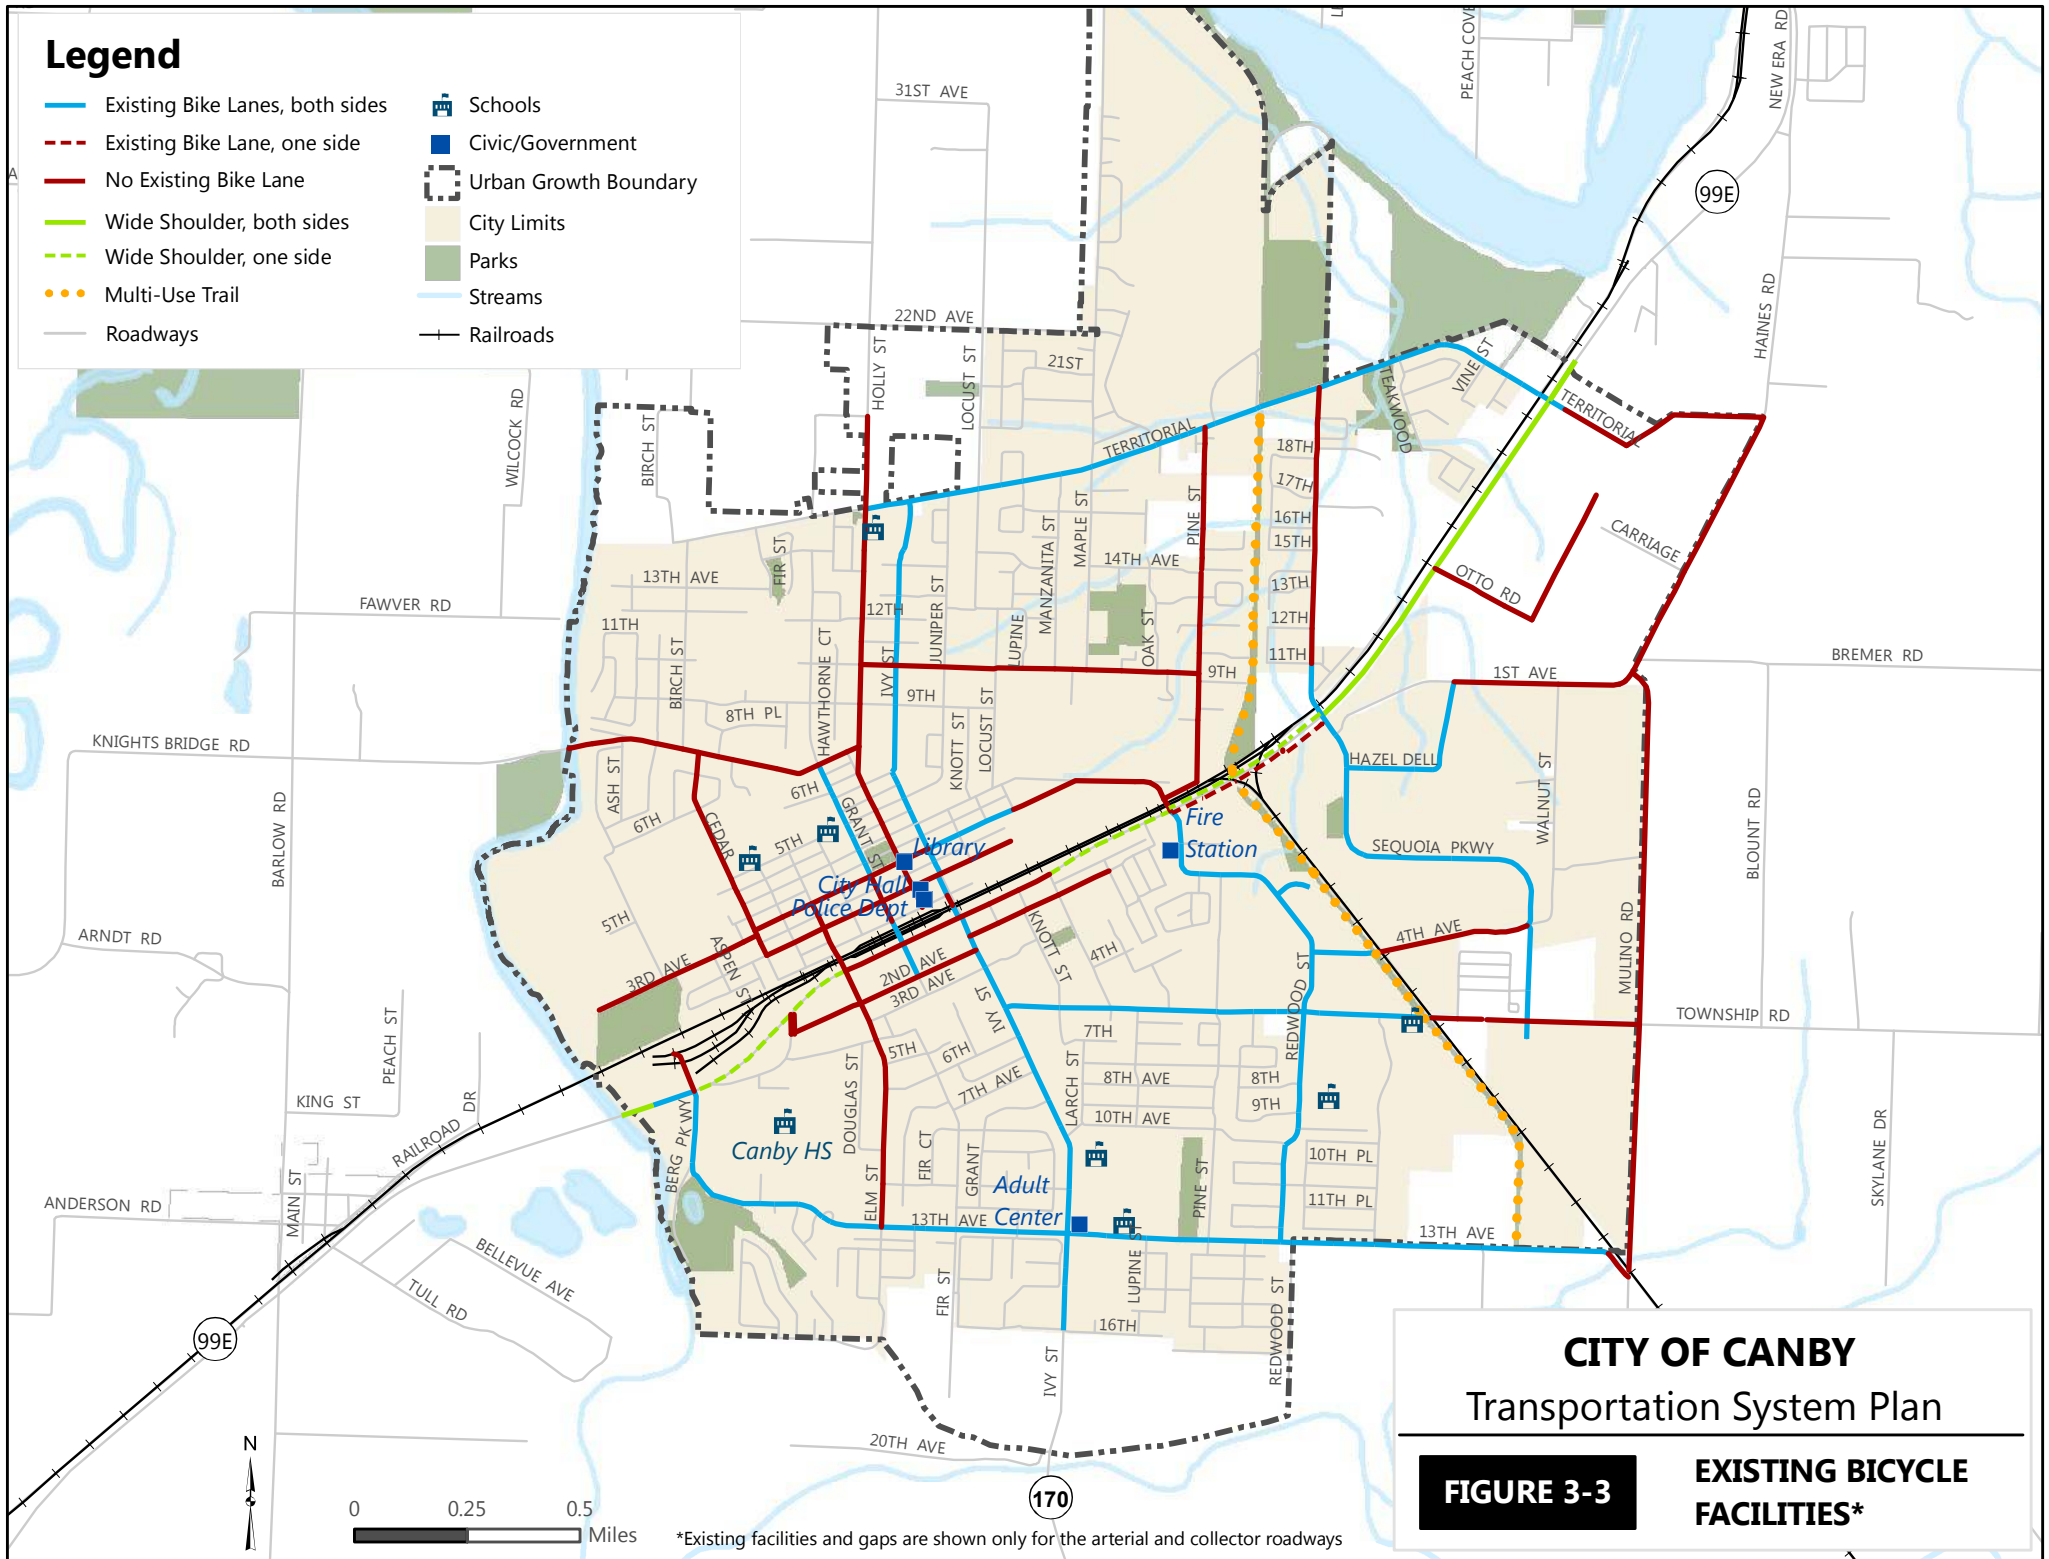 Legend
Existing Bike Lanes, both sides
Existing Bike Lane, one side
No Existing Bike Lane
Wide Shoulder, both sides
Wide Shoulder, one side
Multi-Use Trail
Roadways
Schools
Civic/Government
Urban Growth Boundary
City Limits
Parks
Streams
Railroads
31ST AVE
PEACH COVE
NEW ERA RD
99E
HAINES RD
22ND AVE
HOLLY ST
LOCUST ST
21ST
VINE ST
TEAKWOOD
TERRITORIAL
TERRITORIAL
WILCOCK RD
BIRCH ST
18TH
17TH
16TH
15TH
13TH
12TH
11TH
PINE ST
MAPLE ST
MANZANITA ST
14TH AVE
FIR ST
13TH AVE
CARRIAGE
OTTO RD
FAWVER RD
11TH
12TH
JUNIPER ST
LUPINE
OAK ST
BIRCH ST
HAWTHORNE CT
IVY ST
9TH
9TH
1ST AVE
BREMER RD
8TH PL
KNOTT ST
LOCUST ST
KNIGHTS BRIDGE RD
ASH ST
HAZEL DELL
WALNUT ST
BARLOW RD
6TH
6TH
CEDAR
GRANT ST
5TH
Library
Fire
Station
SEQUOIA PKWY
BLOUNT RD
City Hall
Police Dept
5TH
ARNDT RD
3RD AVE
ASPEN ST
2ND AVE
3RD AVE
KNOTT ST
4TH
4TH AVE
MULINO RD
REDWOOD ST
IVY ST
TOWNSHIP RD
PEACH ST
7TH
5TH
6TH
7TH AVE
DOUGLAS ST
LARCH ST
8TH AVE
8TH
9TH
10TH AVE
KING ST
RAILROAD DR
BERG PKWY
Canby HS
FIR CT
GRANT
10TH PL
11TH PL
PINE ST
ANDERSON RD
MAIN ST
ELM ST
Adult
Center
13TH AVE
13TH AVE
SKYLANE DR
BELLEVUE AVE
TULL RD
FIR ST
LUPINE ST
REDWOOD ST
16TH
99E
IVY ST
20TH AVE
170
N
0 0.25 0.5
Miles
*Existing facilities and gaps are shown only for the arterial and collector roadways
CITY OF CANBY
Transportation System Plan
FIGURE 3-3
EXISTING BICYCLE
FACILITIES*